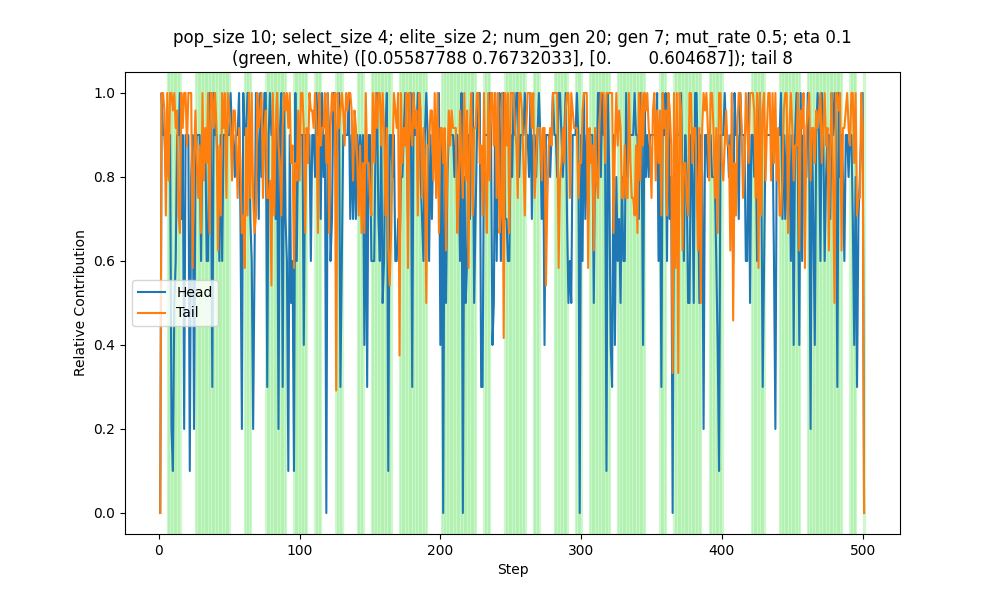 pop_size 10; select_size 4; elite_size 2; num_gen 20; gen 7; mut_rate 0.5; eta 0.1
(green, white) ([0.05587788 0.76732033], [0.       0.604687]); tail 8
1.0
0.8
0.6
0.4
0.2
0.0
Relative Contribution
Head
Tail
0
100
200
300
400
500
Step